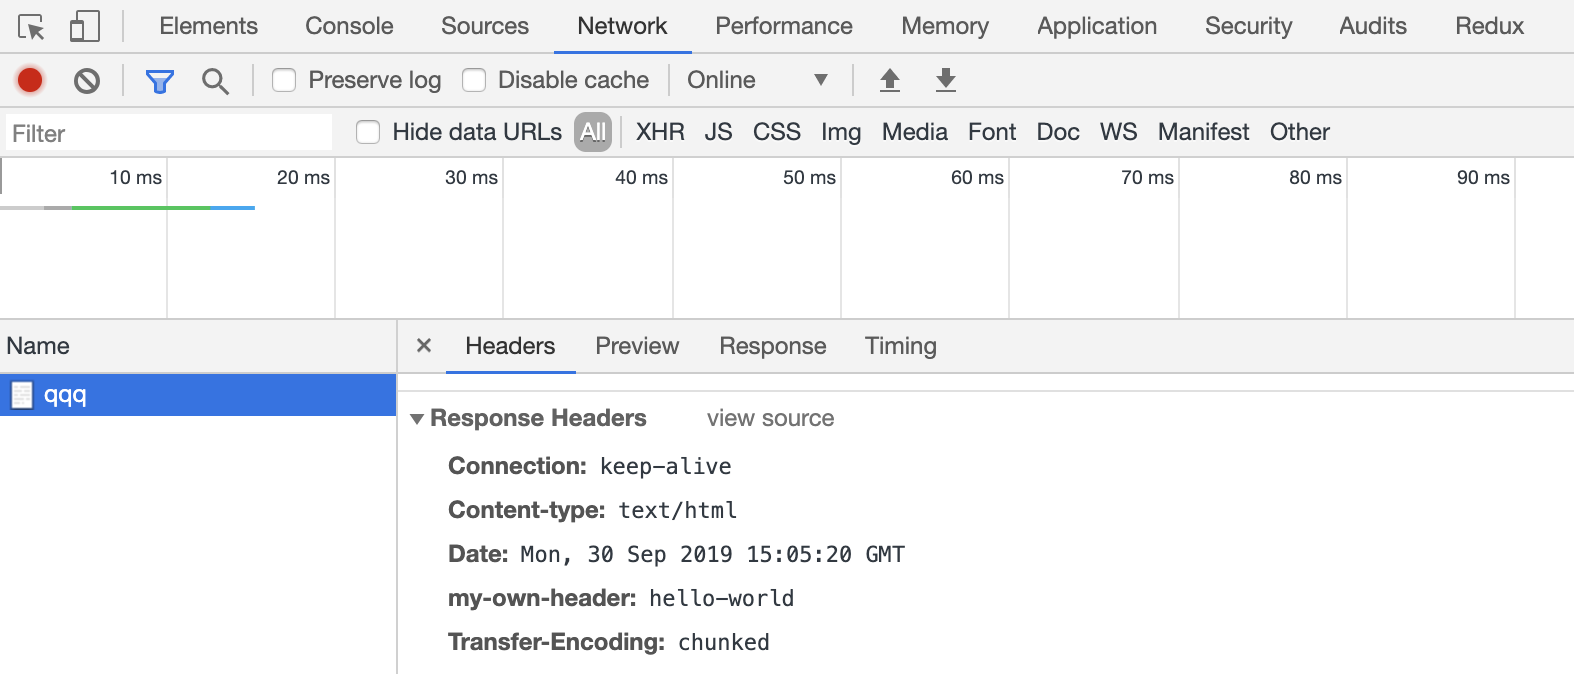 Elements Console Sources Network Performance Memory Application Security Audits Redux
Preserve log Disable cache Online
Filter Hide data URLs All XHR JS CSS Img Media Font Doc WS Manifest Other
10 ms 20 ms 30 ms 40 ms 50 ms 60 ms 70 ms 80 ms 90 ms
Name × Headers Preview Response Timing
qqq
Response Headers view source
Connection: keep-alive
Content-type: text/html
Date: Mon, 30 Sep 2019 15:05:20 GMT
my-own-header: hello-world
Transfer-Encoding: chunked